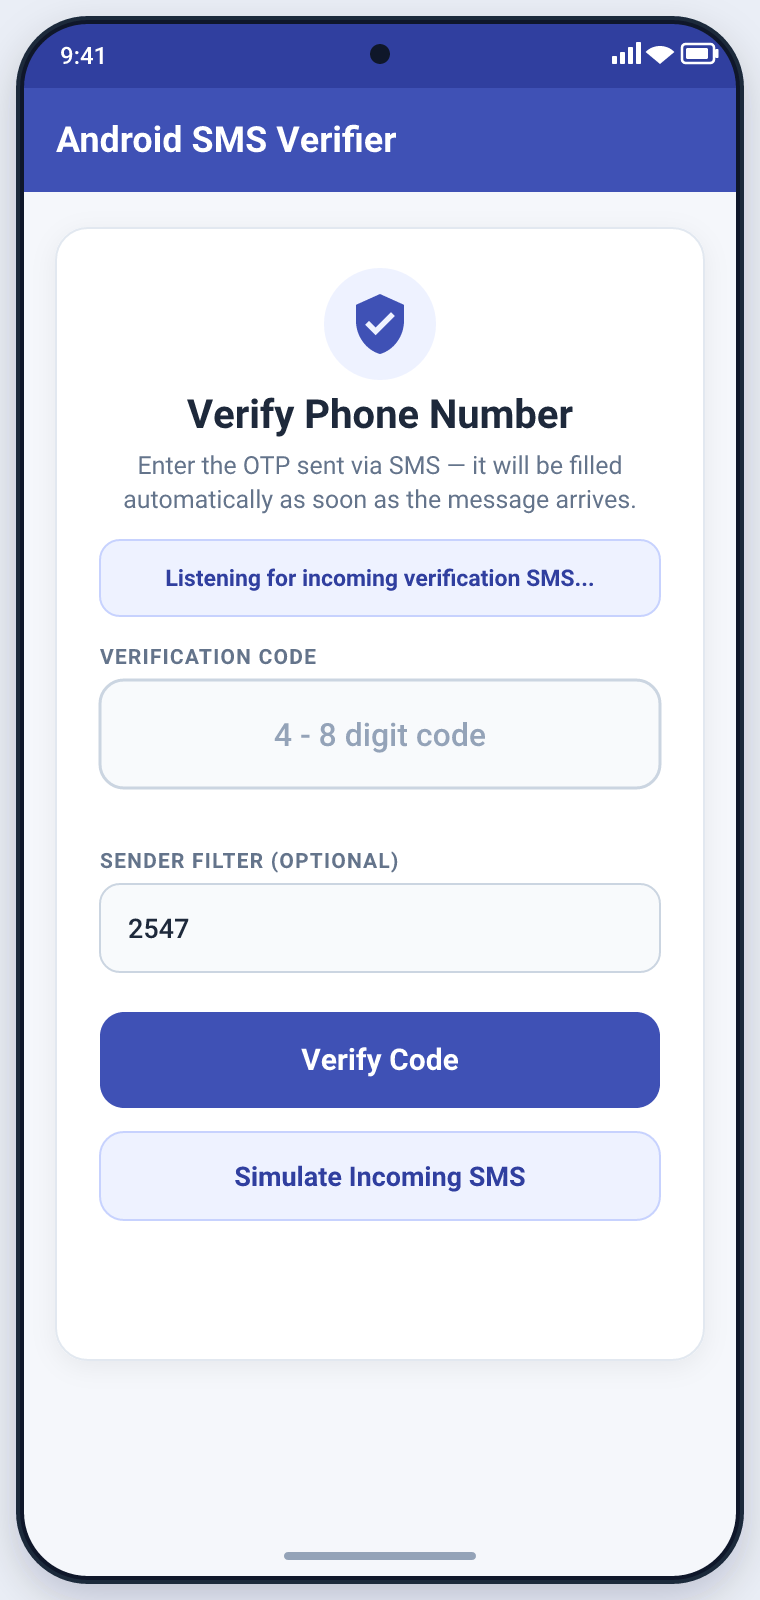 9:41
Android SMS Verifier
Verify Phone Number
Enter the OTP sent via SMS — it will be filled
automatically as soon as the message arrives.
Listening for incoming verification SMS...
VERIFICATION CODE
4 - 8 digit code
SENDER FILTER (OPTIONAL)
2547
Verify Code
Simulate Incoming SMS